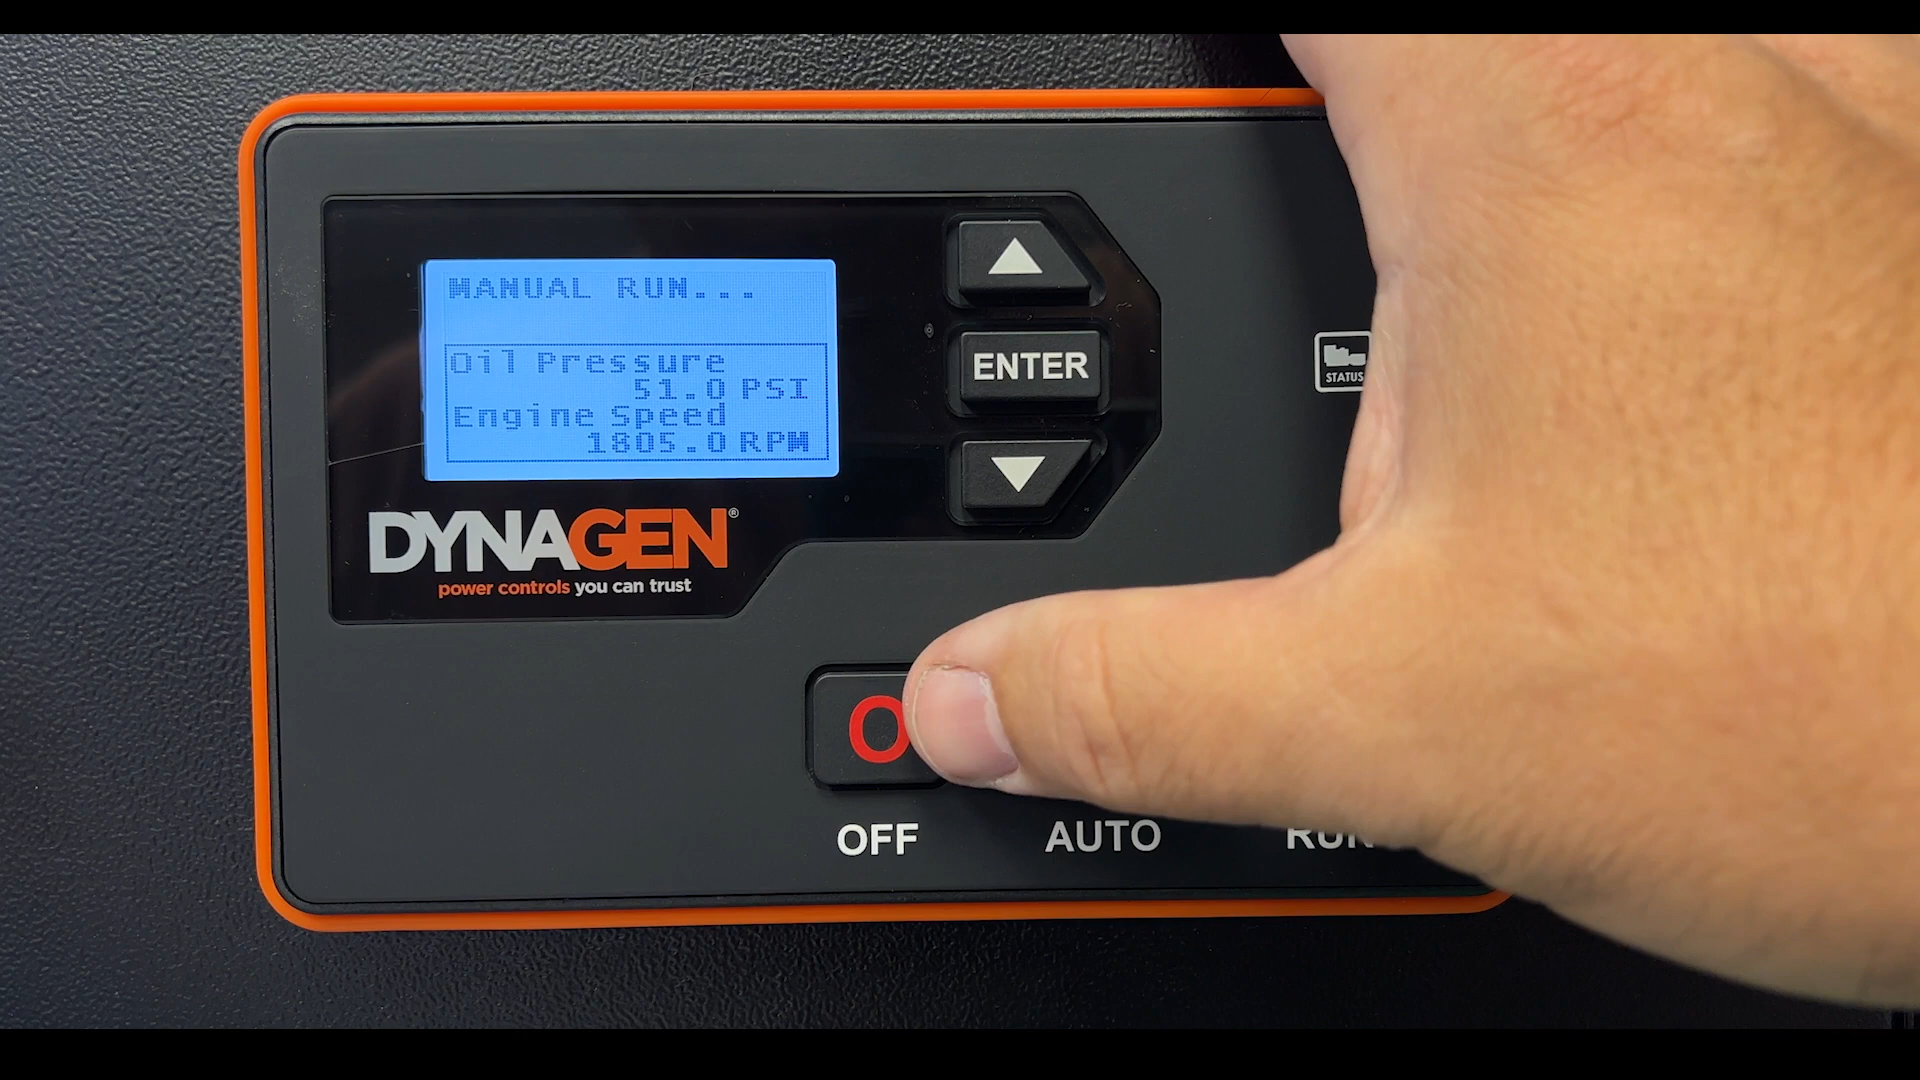 MANUAL RUN...
Oil Pressure
51.0 PSI
Engine Speed
1805.0 RPM
ENTER
STATUS
DYNAGEN®
power controls you can trust
O
OFF
AUTO
RUN